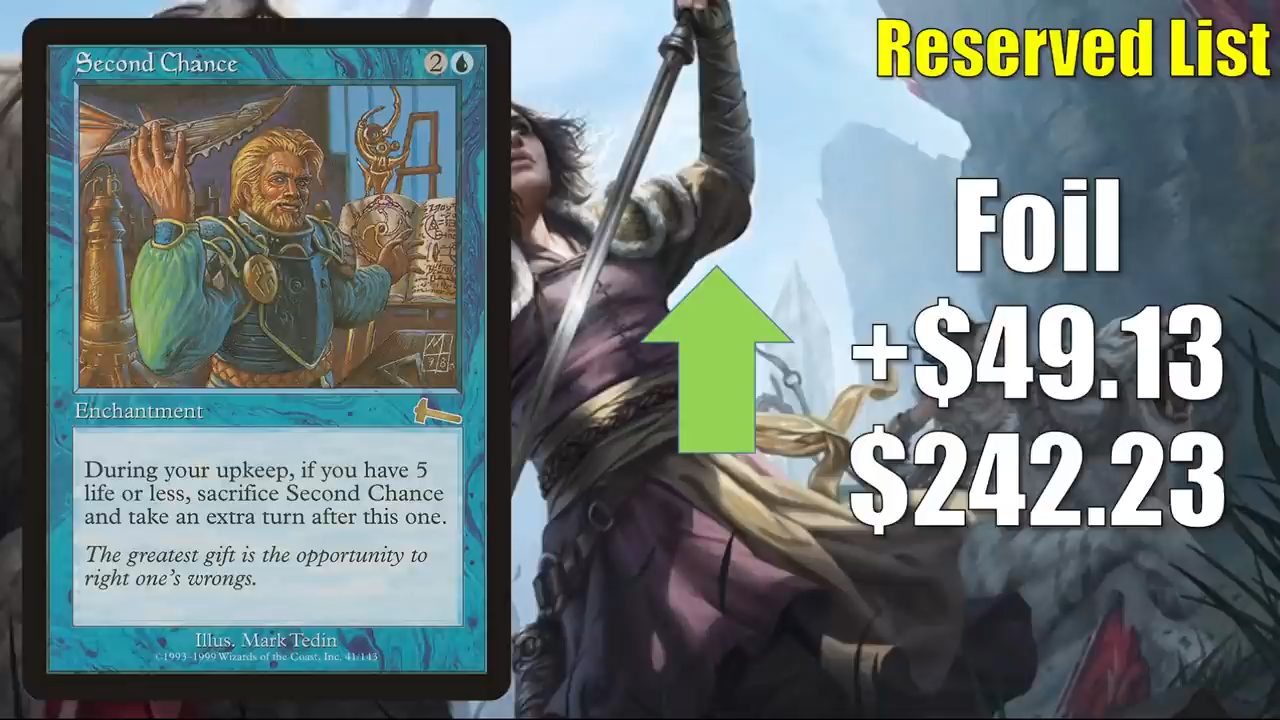 Second Chance 2
Reserved List
Foil
+$49.13
$242.23
Enchantment
During your upkeep, if you have 5
life or less, sacrifice Second Chance
and take an extra turn after this one.
The greatest gift is the opportunity to
right one's wrongs.
Illus. Mark Tedin
©1993-1999 Wizards of the Coast, Inc. 41/143